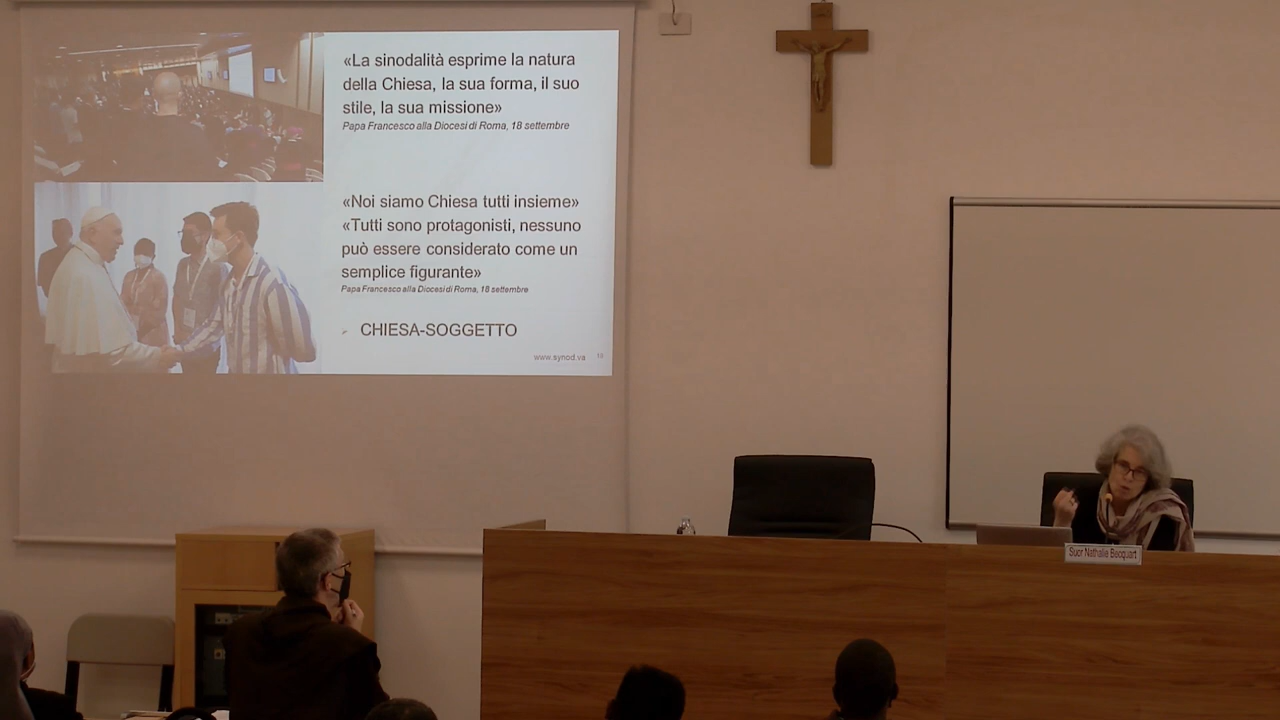 «La sinodalità esprime la natura
della Chiesa, la sua forma, il suo
stile, la sua missione»
Papa Francesco alla Diocesi di Roma, 18 settembre
«Noi siamo Chiesa tutti insieme»
«Tutti sono protagonisti, nessuno
può essere considerato come un
semplice figurante»
Papa Francesco alla Diocesi di Roma, 18 settembre
CHIESA-SOGGETTO
www.synod.va
Suor Nathalie Becquart